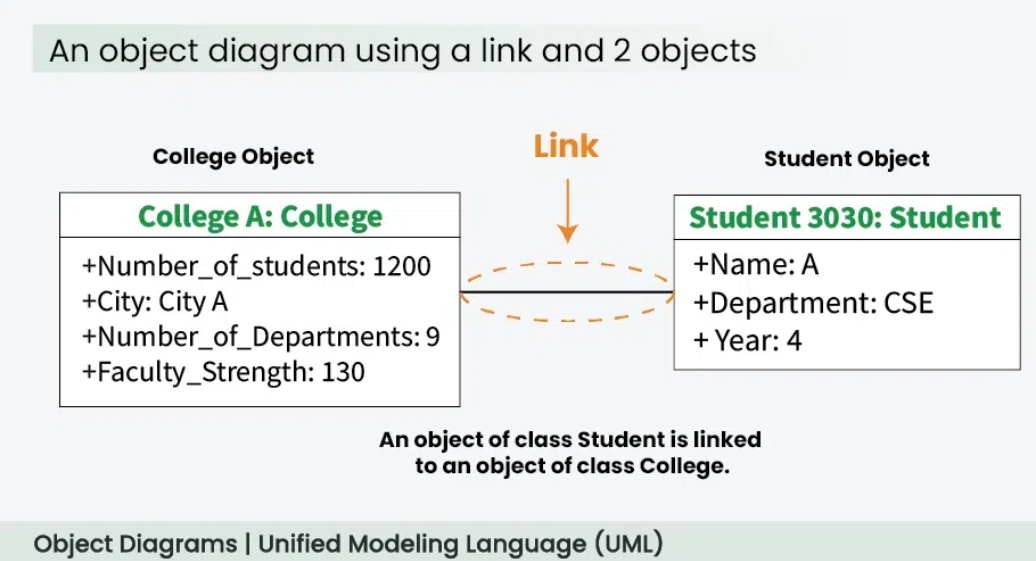 An object diagram using a link and 2 objects
College Object
Link
Student Object
College A: College
+Number_of_students: 1200
+City: City A
+Number_of_Departments: 9
+Faculty_Strength: 130
Student 3030: Student
+Name: A
+Department: CSE
+ Year: 4
An object of class Student is linked
to an object of class College.
Object Diagrams | Unified Modeling Language (UML)